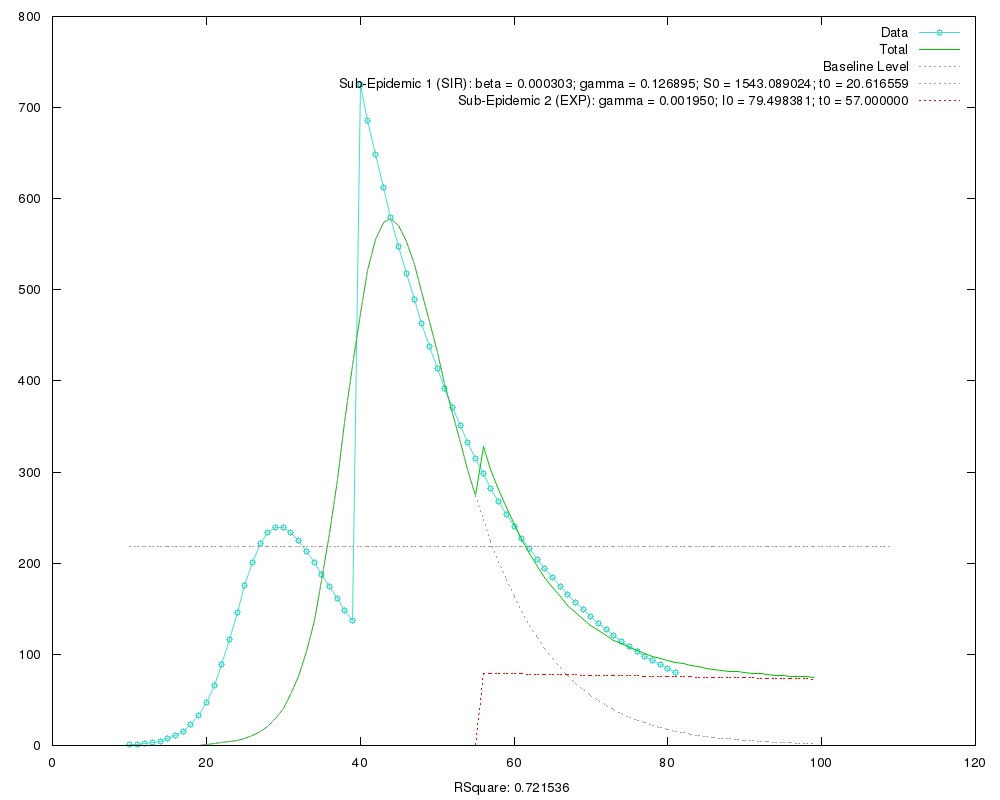 800
700
600
500
400
300
200
100
0
0
20
40
60
80
100
120
Data
Total
Baseline Level
Sub-Epidemic 1 (SIR): beta = 0.000303; gamma = 0.126895; S0 = 1543.089024; t0 = 20.616559
Sub-Epidemic 2 (EXP): gamma = 0.001950; I0 = 79.498381; t0 = 57.000000
RSquare: 0.721536